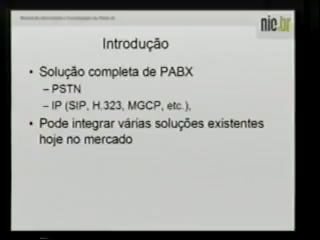 nic.br
Introdução
• Solução completa de PABX
– PSTN
– IP (SIP, H.323, MGCP, etc.),
• Pode integrar várias soluções existentes
hoje no mercado